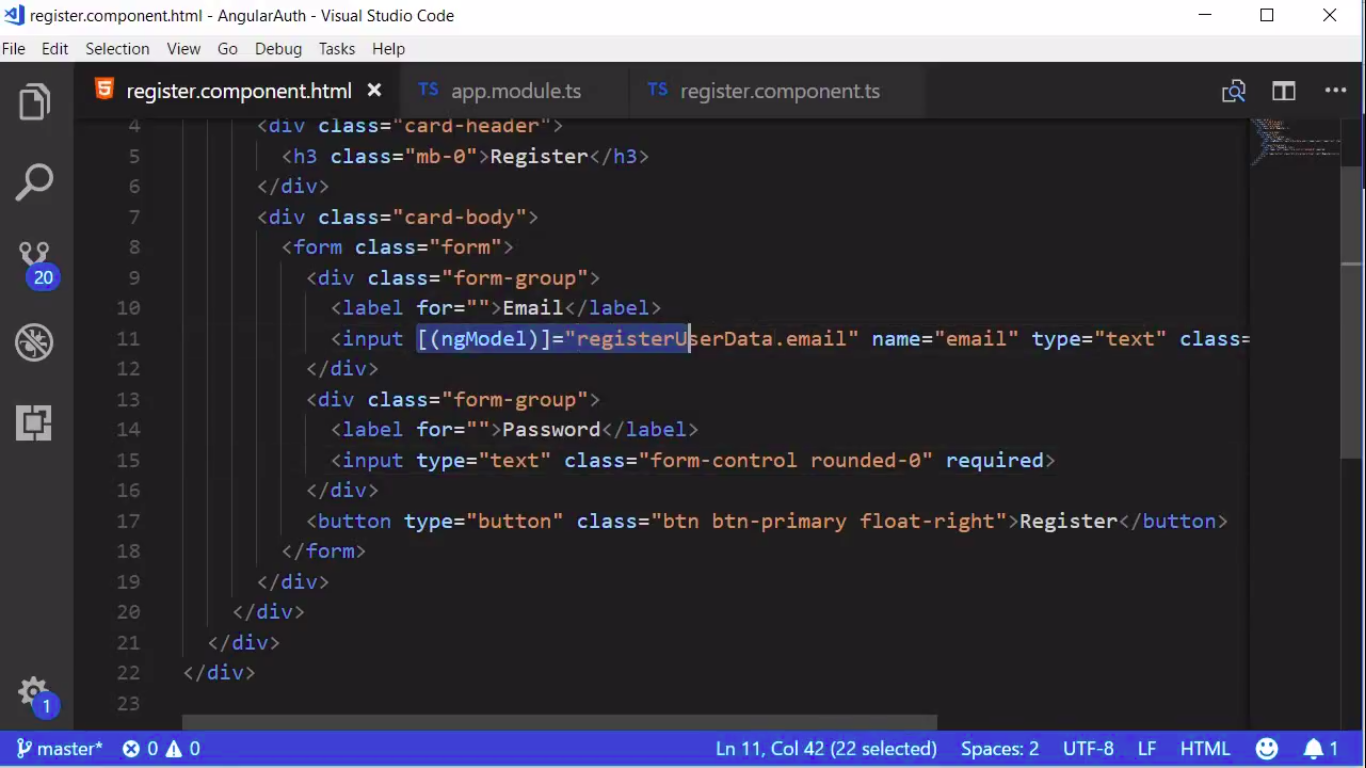 register.component.html - AngularAuth - Visual Studio Code
File Edit Selection View Go Debug Tasks Help
register.component.html TS app.module.ts TS register.component.ts
4 <div class="card-header">
5 <h3 class="mb-0">Register</h3>
6 </div>
7 <div class="card-body">
8 <form class="form">
9 <div class="form-group">
10 <label for="">Email</label>
11 <input [(ngModel)]="registerUserData.email" name="email" type="text" class=
12 </div>
13 <div class="form-group">
14 <label for="">Password</label>
15 <input type="text" class="form-control rounded-0" required>
16 </div>
17 <button type="button" class="btn btn-primary float-right">Register</button>
18 </form>
19 </div>
20 </div>
21 </div>
22 </div>
23
20
1
master* 0 0 Ln 11, Col 42 (22 selected) Spaces: 2 UTF-8 LF HTML 1